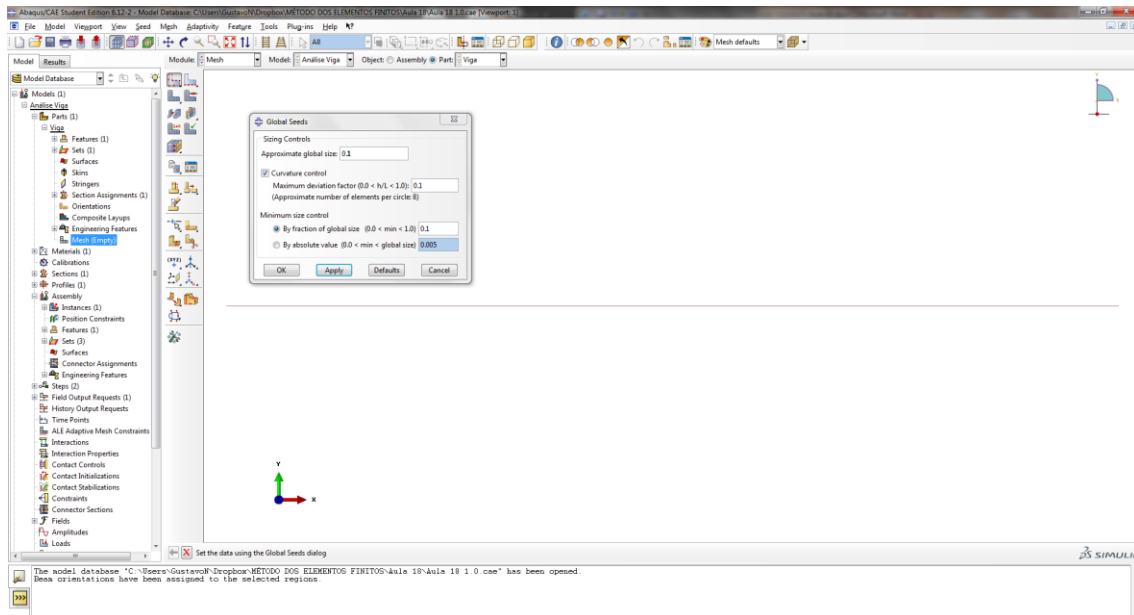 Abaqus/CAE Student Edition 6.12-2 - Model Database: C:\Users\GustavoN\Dropbox\MÉTODO DOS ELEMENTOS FINITOS\Aula 18\Aula 18 1.0.cae [Viewport: 1]
File Model Viewport View Seed Mesh Adaptivity Feature Tools Plug-ins Help
All Mesh defaults
Model Results Module: Mesh Model: Análise Viga Object: Assembly Part: Viga
Model Database
Models (1)
Análise Viga
Parts (1)
Viga
Features (1)
Sets (1)
Surfaces
Skins
Stringers
Section Assignments (1)
Orientations
Composite Layups
Engineering Features
Mesh (Empty)
Materials (1)
Calibrations
Sections (1)
Profiles (1)
Assembly
Instances (1)
Position Constraints
Features (1)
Sets (3)
Surfaces
Connector Assignments
Engineering Features
Steps (2)
Field Output Requests (1)
History Output Requests
Time Points
ALE Adaptive Mesh Constraints
Interactions
Interaction Properties
Contact Controls
Contact Initializations
Contact Stabilizations
Constraints
Connector Sections
Fields
Amplitudes
Loads
Global Seeds
Sizing Controls
Approximate global size: 0.1
Curvature control
Maximum deviation factor (0.0 < h/L < 1.0): 0.1
(Approximate number of elements per circle: 8)
Minimum size control
By fraction of global size (0.0 < min < 1.0) 0.1
By absolute value (0.0 < min < global size) 0.005
OK Apply Defaults Cancel
Y
X
Set the data using the Global Seeds dialog
SIMULIA
The model database "C:\Users\GustavoN\Dropbox\MÉTODO DOS ELEMENTOS FINITOS\Aula 18\Aula 18 1.0.cae" has been opened.
Beam orientations have been assigned to the selected regions.
>>>